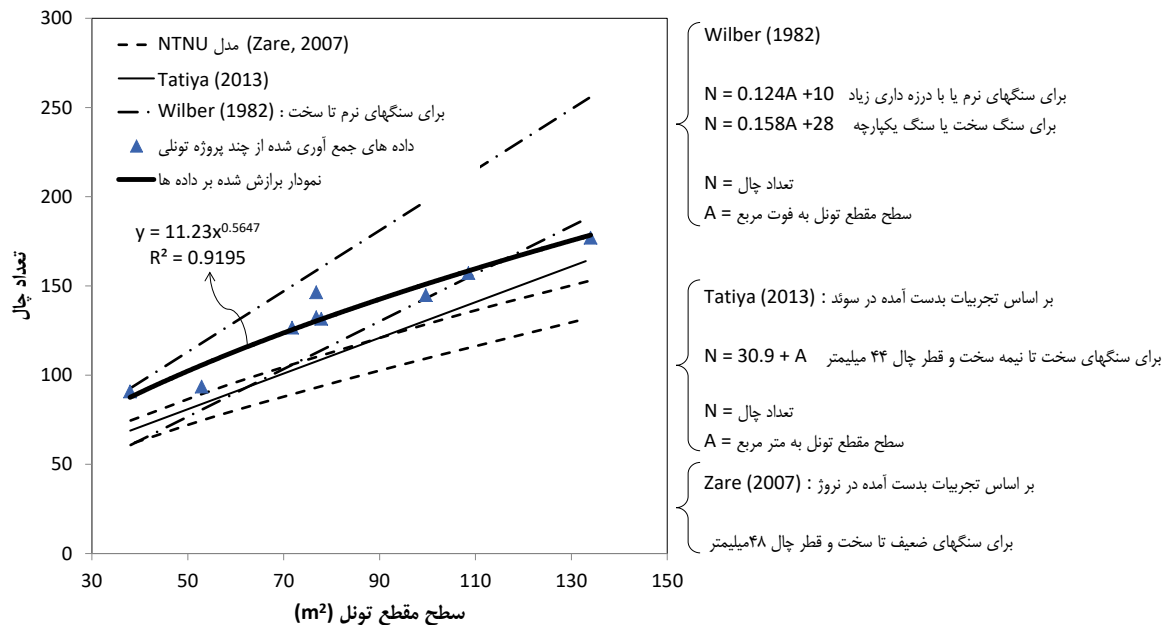 300
250
200
150
100
50
0
30
50
70
90
110
130
150
تعداد چال
سطح مقطع تونل (m²)
مدل NTNU (Zare, 2007)
Tatiya (2013)
Wilber (1982) : برای سنگهای نرم تا سخت
داده های جمع آوری شده از چند پروژه تونلی
نمودار برازش شده بر داده ها
y = 11.23x^0.5647
R² = 0.9195
Wilber (1982)
N = 0.124A +10 برای سنگهای نرم یا با درزه داری زیاد
N = 0.158A +28 برای سنگ سخت یا سنگ یکپارچه
N = تعداد چال
A = سطح مقطع تونل به فوت مربع
Tatiya (2013) : بر اساس تجربیات بدست آمده در سوئد
N = 30.9 + A برای سنگهای سخت تا نیمه سخت و قطر چال ۴۴ میلیمتر
N = تعداد چال
A = سطح مقطع تونل به متر مربع
Zare (2007) : بر اساس تجربیات بدست آمده در نروژ
برای سنگهای ضعیف تا سخت و قطر چال ۴۸میلیمتر